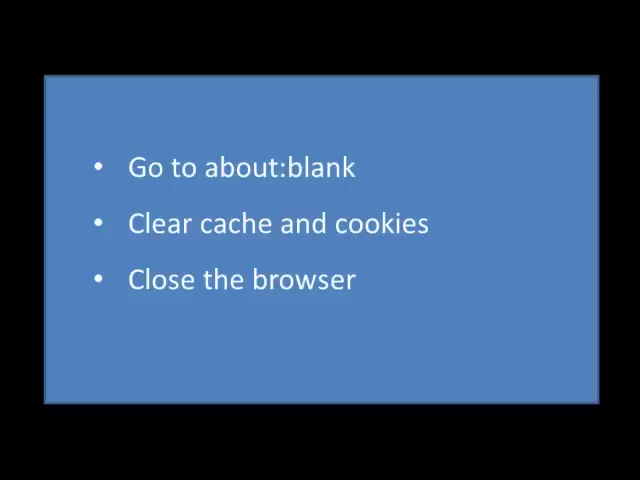 • Go to about:blank
• Clear cache and cookies
• Close the browser